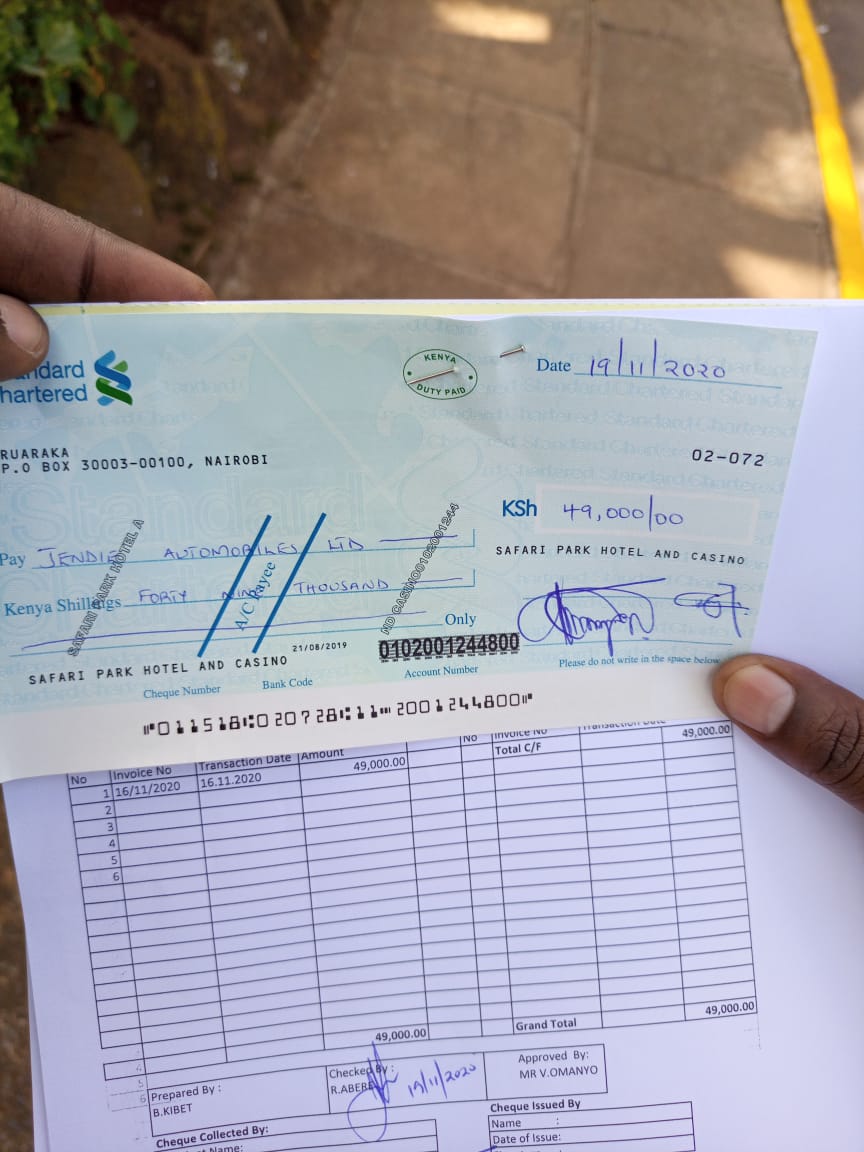 ndard
hartered
KENYA
DUTY PAID
Date 19/11/2020
RUARAKA
P.O BOX 30003-00100, NAIROBI
02-072
KSh 49,000/00
Pay JENDIE AUTOMOBILES LTD
SAFARI PARK HOTEL AND CASINO
Kenya Shillings FORTY NINE THOUSAND
A/C Payee
SAFARI PARK HOTEL A
ND CASINO0102001244
Only
21/08/2019
0102001244800
SAFARI PARK HOTEL AND CASINO
Cheque Number Bank Code Account Number
Please do not write in the space below
011518 02072 8 11 2001244800
No Invoice No Transaction Date Amount No Invoice No Transaction Date
1 16/11/2020 16.11.2020 49,000.00 Total C/F 49,000.00
2
3
4
5
6
49,000.00 Grand Total 49,000.00
Prepared By : Checked By : Approved By:
B.KIBET R.ABER 19/11/2020 MR V.OMANYO
Cheque Collected By: Cheque Issued By
Name: Name :
Date of Issue: